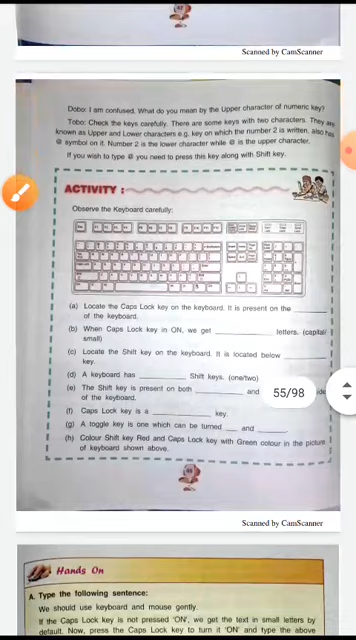 Scanned by CamScanner
Dobo: I am confused. What do you mean by the Upper character of numeric key?
Tobo: Check the keys carefully. There are some keys with two characters. They are
known as Upper and Lower characters e.g. key on which the number 2 is written, also has
@ symbol on it. Number 2 is the lower character while @ is the upper character.
If you wish to type @ you need to press this key along with Shift key.
ACTIVITY :
Observe the Keyboard carefully:
(a) Locate the Caps Lock key on the keyboard. It is present on the ______
of the keyboard.
(b) When Caps Lock key in ON, we get ______ letters. (capital/
small)
(c) Locate the Shift key on the keyboard. It is located below ______
key.
(d) A keyboard has ______ Shift keys. (one/two)
(e) The Shift key is present on both ______ and
of the keyboard.
55/98
(f) Caps Lock key is a ______ key.
(g) A toggle key is one which can be turned ___ and ______
(h) Colour Shift key Red and Caps Lock key with Green colour in the picture
of keyboard shown above.
Scanned by CamScanner
Hands On
A. Type the following sentence:
We should use keyboard and mouse gently.
If the Caps Lock key is not pressed 'ON', we get the text in small letters by
default. Now, press the Caps Lock key to turn it 'ON' and type the above